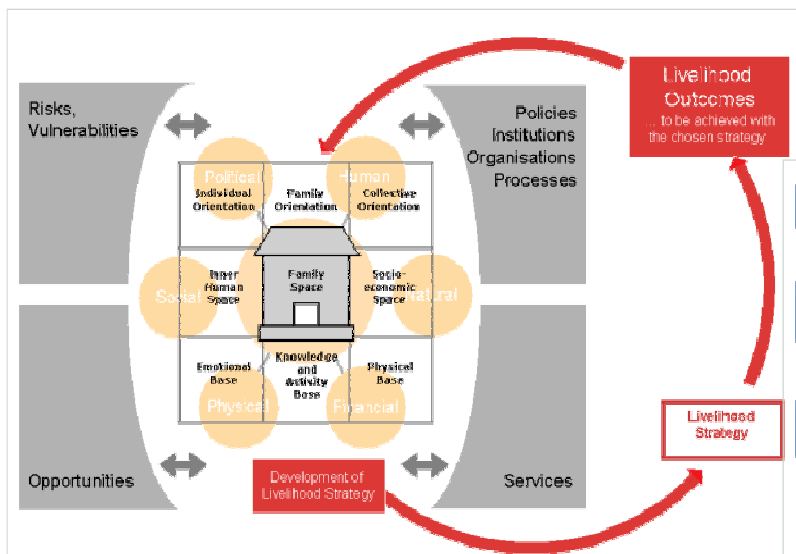 Risks,
Vulnerabilities
Policies
Institutions
Organisations
Processes
Livelihood
Outcomes
... to be achieved with
the chosen strategy
Political
Human
Individual
Orientation
Family
Orientation
Collective
Orientation
Social
Inner
Human
Space
Family
Space
Socio-
economic
Space
Natural
Emotional
Base
Knowledge
and
Activity
Base
Physical
Base
Physical
Financial
Livelihood
Strategy
Opportunities
Development of
Livelihood Strategy
Services